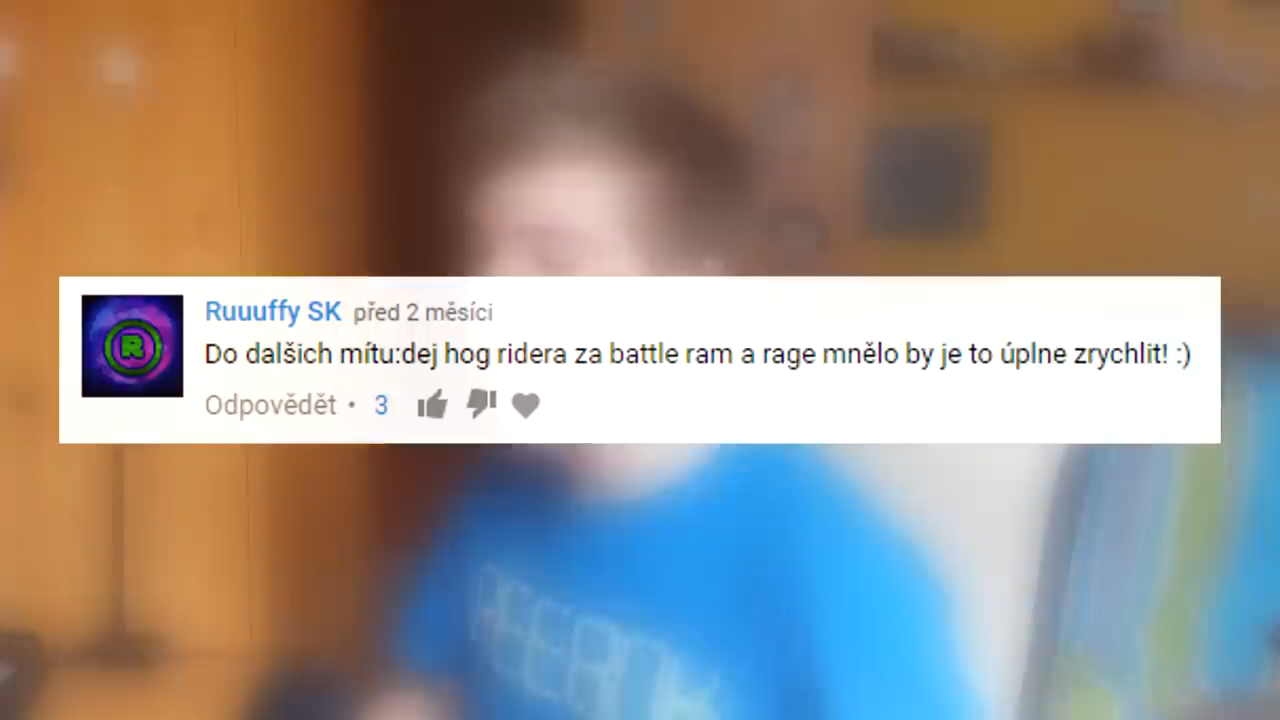 Ruuuffy SK před 2 měsíci
Do dalšich mítu:dej hog ridera za battle ram a rage mnělo by je to úplne zrychlit! :)
Odpovědět • 3
R